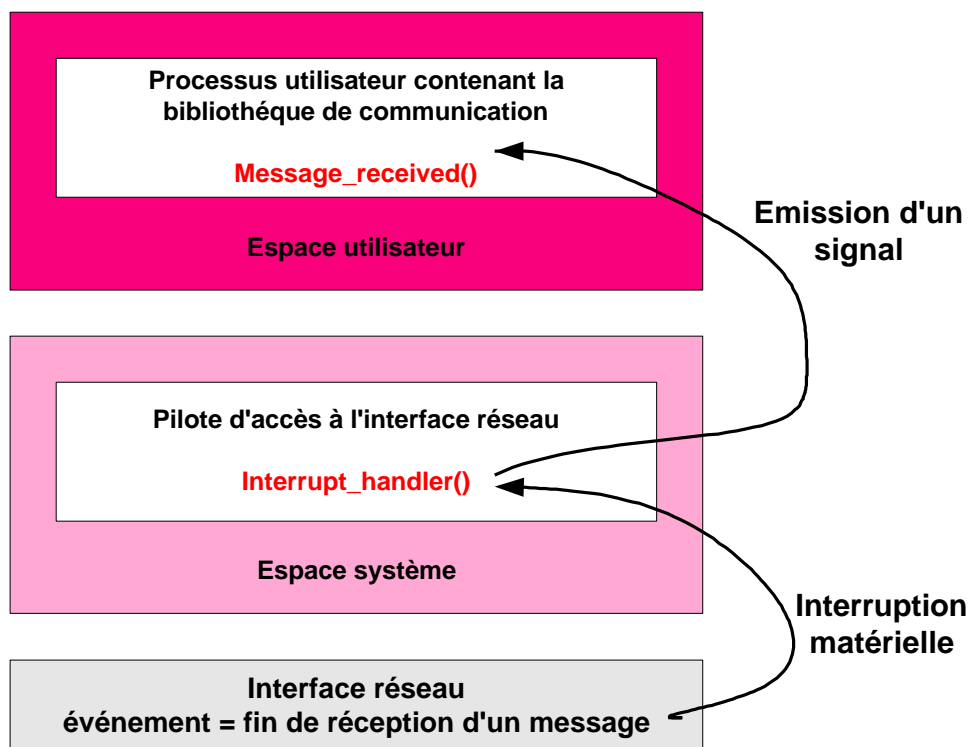 Processus utilisateur contenant la
bibliothéque de communication
Message_received()
Espace utilisateur
Emission d'un
signal
Pilote d'accès à l'interface réseau
Interrupt_handler()
Espace système
Interruption
matérielle
Interface réseau
événement = fin de réception d'un message